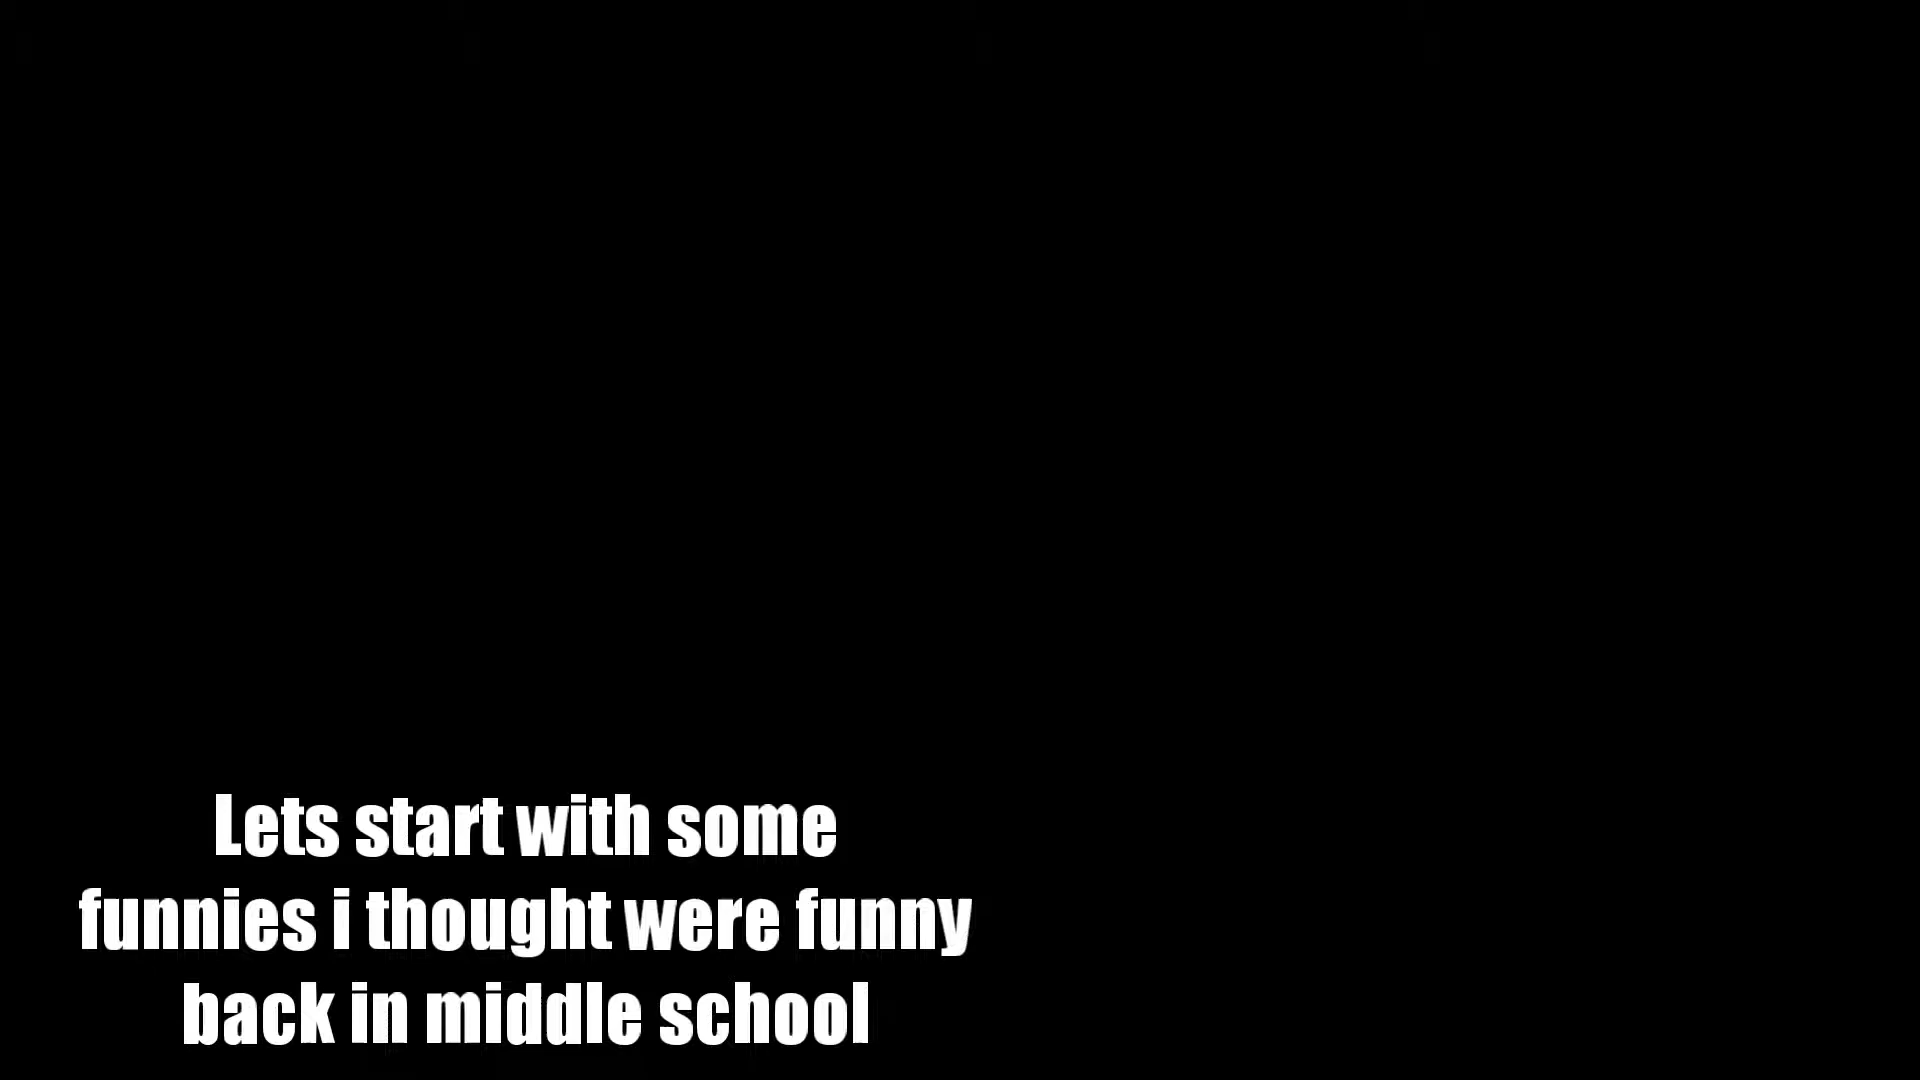 Lets start with some
funnies i thought were funny
back in middle school